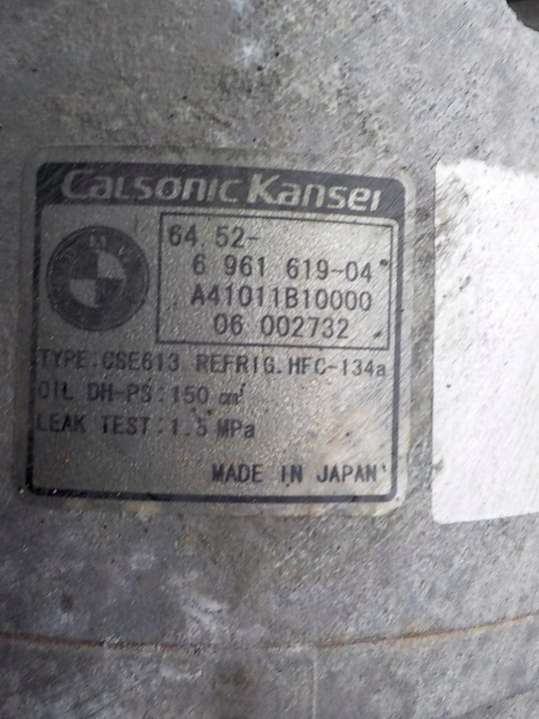 CALSONIC KANSEI
BMW
64 52-
6 961 619-04
A41011B10000
06 002732
TYPE:CSE613 REFRIG.HFC-134a
OIL DH-PS:150 cm³
LEAK TEST:1.5 MPa
MADE IN JAPAN